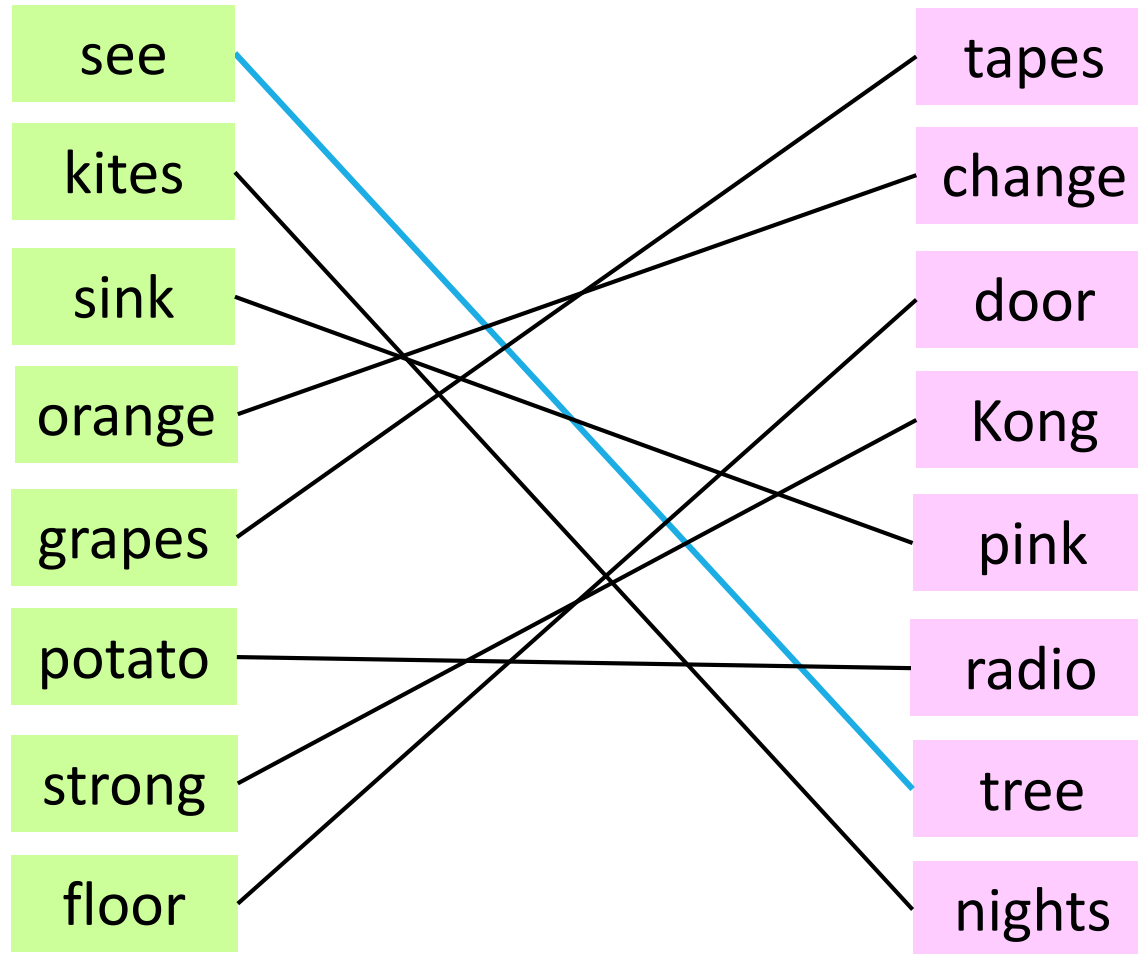 see
tapes
kites
change
sink
door
orange
Kong
grapes
pink
potato
radio
strong
tree
floor
nights